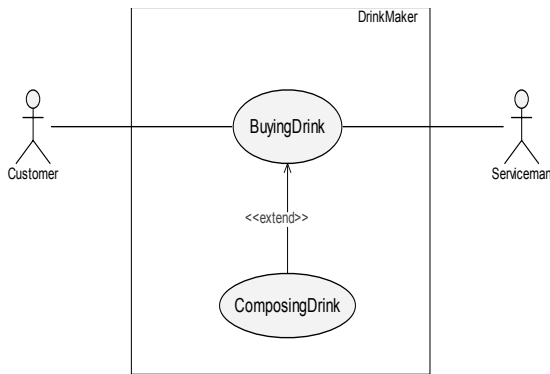 DrinkMaker
BuyingDrink
Customer
Serviceman
<<extend>>
ComposingDrink